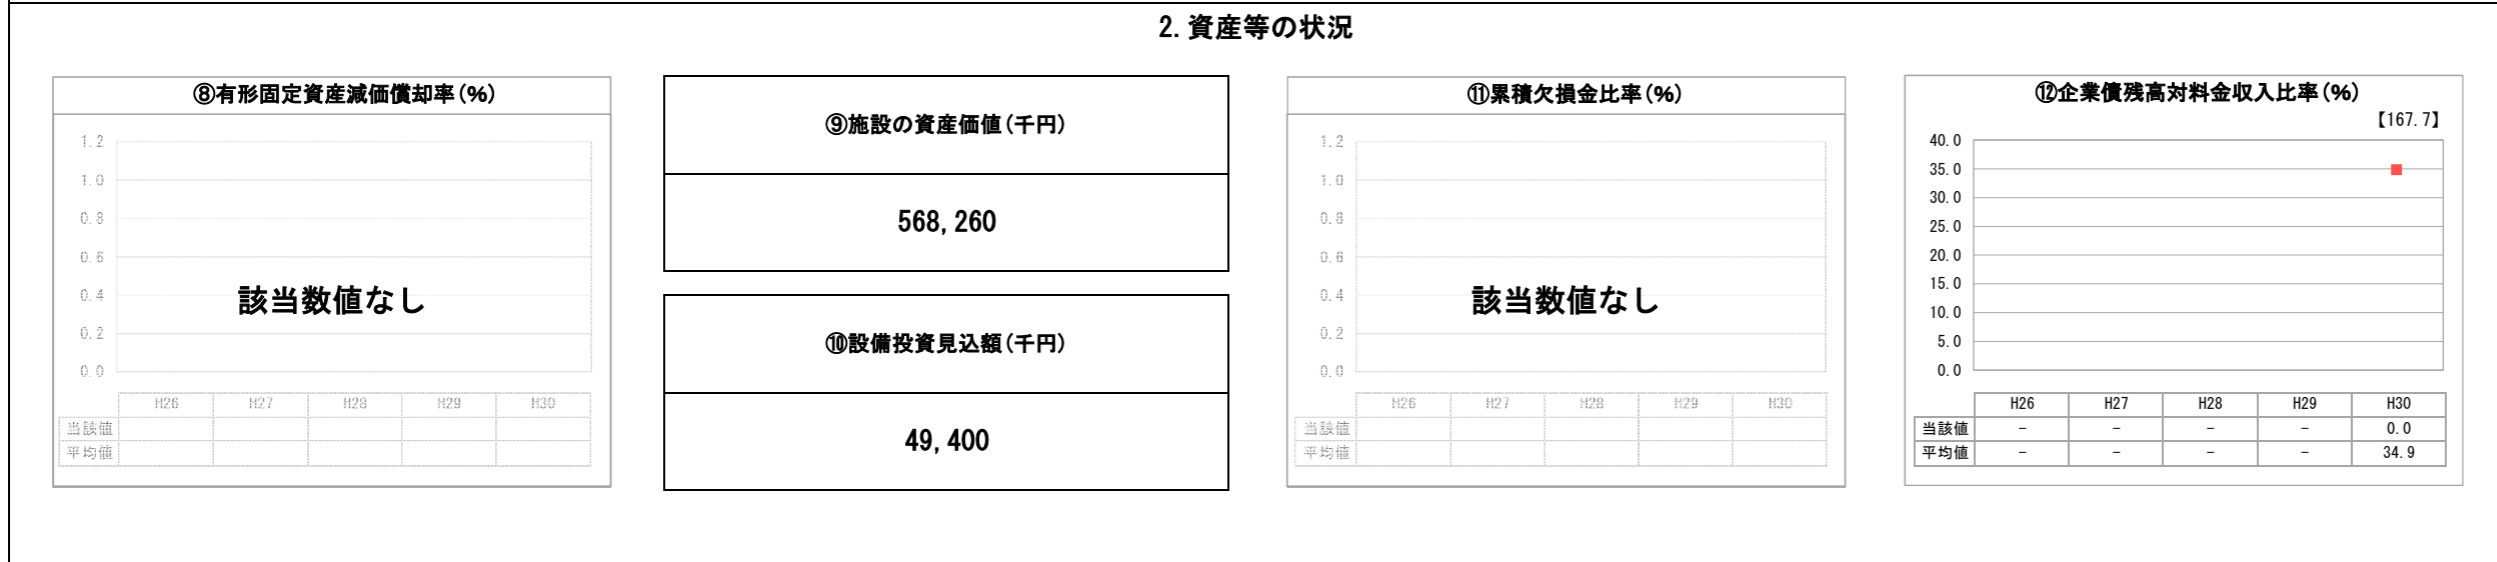 2.資産等の状況
⑧有形固定資産減価償却率(%)
1.2
1.0
0.8
0.6
0.4
0.2
0.0
該当数値なし
H26 H27 H28 H29 H30
当該値
平均値
⑨施設の資産価値(千円)
568,260
⑩設備投資見込額(千円)
49,400
⑪累積欠損金比率(%)
1.2
1.0
0.8
0.6
0.4
0.2
0.0
該当数値なし
H26 H27 H28 H29 H30
当該値
平均値
⑫企業債残高対料金収入比率(%)
【167.7】
40.0
35.0
30.0
25.0
20.0
15.0
10.0
5.0
0.0
H26 H27 H28 H29 H30
当該値 - - - - 0.0
平均値 - - - - 34.9